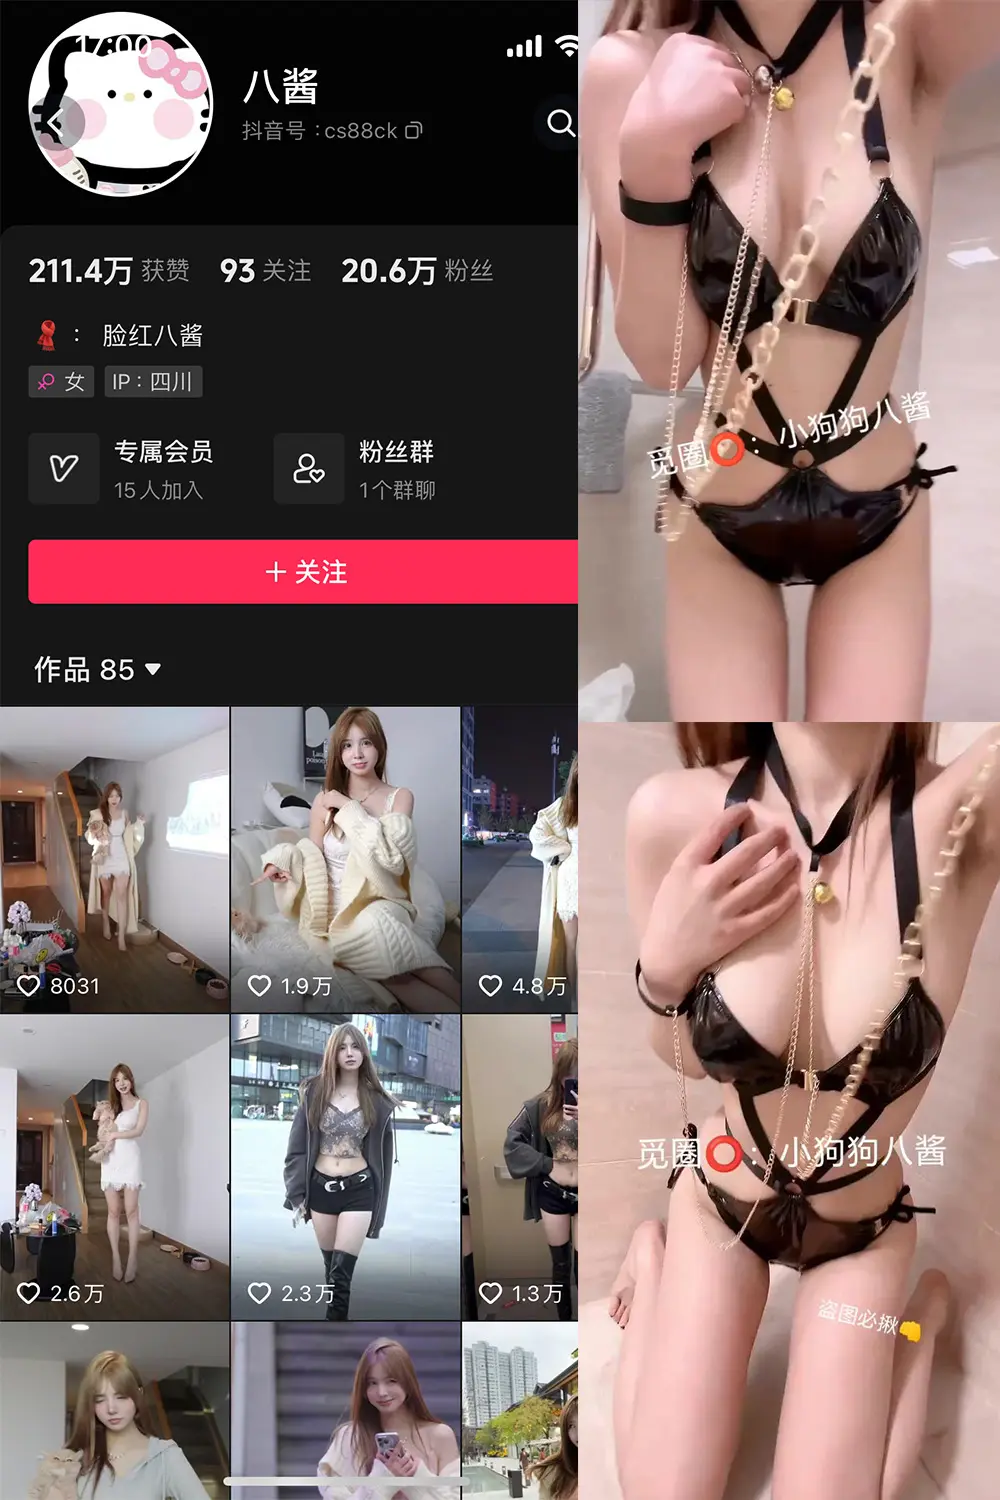 17:00
八酱
抖音号：cs88ck
211.4万 获赞 93 关注 20.6万 粉丝
： 脸红八酱
女 IP：四川
专属会员
15人加入
粉丝群
1个群聊
+ 关注
作品 85
8031
1.9万
4.8万
2.6万
2.3万
1.3万
觅圈⭕：小狗狗八酱
觅圈⭕：小狗狗八酱
盗图必揪